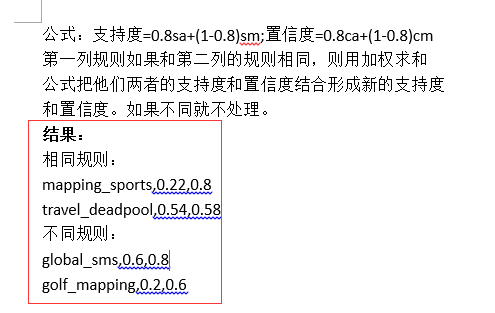 公式：支持度=0.8sa+(1-0.8)sm;置信度=0.8ca+(1-0.8)cm
第一列规则如果和第二列的规则相同，则用加权求和
公式把他们两者的支持度和置信度结合形成新的支持度
和置信度。如果不同就不处理。
结果：
相同规则：
mapping_sports,0.22,0.8
travel_deadpool,0.54,0.58
不同规则：
global_sms,0.6,0.8
golf_mapping,0.2,0.6